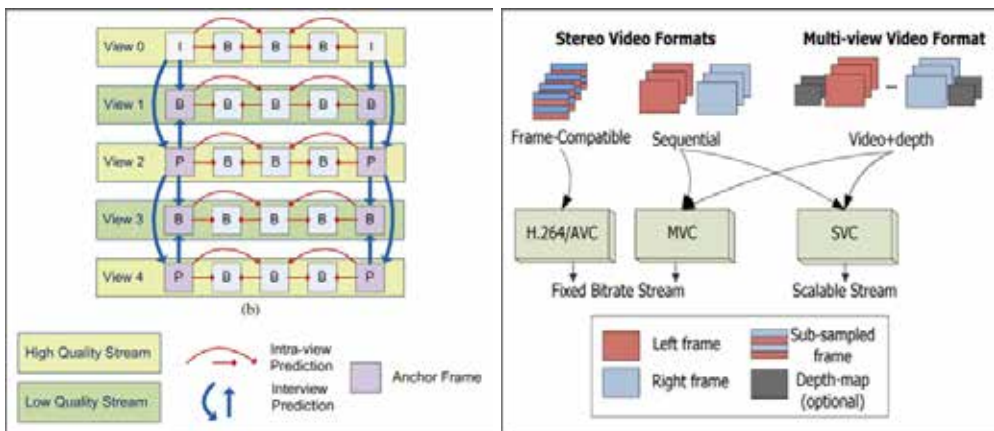 View 0 I B B B I
View 1 B B B B B
View 2 P B B B P
View 3 B B B B B
View 4 P B B B P
(b)
High Quality Stream
Low Quality Stream
Intra-view
Prediction
Interview
Prediction
Anchor Frame
Stereo Video Formats
Multi-view Video Format
Frame-Compatible
Sequential
Video+depth
H.264/AVC
MVC
SVC
Fixed Bitrate Stream
Scalable Stream
Left frame
Right frame
Sub-sampled
frame
Depth-map
(optional)